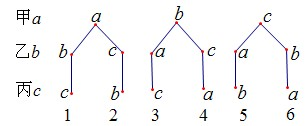 甲a a b c
乙b b c a c a b
丙c c b c a b a
1 2 3 4 5 6